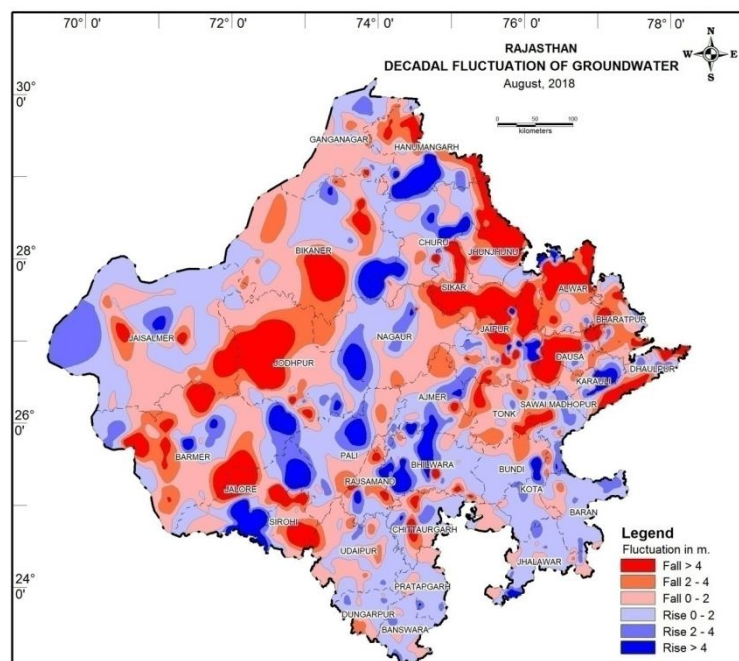 70° 0' 72° 0' 74° 0' 76° 0' 78° 0'
RAJASTHAN
DECADAL FLUCTUATION OF GROUNDWATER
August, 2018
N
W E
S
0 50 100
kilometers
30°
0'
28°
0'
26°
0'
24°
0'
GANGANAGAR
HANUMANGARH
CHURU
JHUNJHUNU
BIKANER
SIKAR
ALWAR
BHARATPUR
JAISALMER
NAGAUR
JAIPUR
DAUSA
JODHPUR
KARAULI
DHAULPUR
AJMER
TONK
SAWAI MADHOPUR
BARMER
PALI
BHILWARA
BUNDI
JALORE
RAJSAMAND
KOTA
BARAN
SIROHI
CHITTAURGARH
UDAIPUR
JHALAWAR
PRATAPGARH
DUNGARPUR
BANSWARA
Legend
Fluctuation in m.
Fall > 4
Fall 2 - 4
Fall 0 - 2
Rise 0 - 2
Rise 2 - 4
Rise > 4